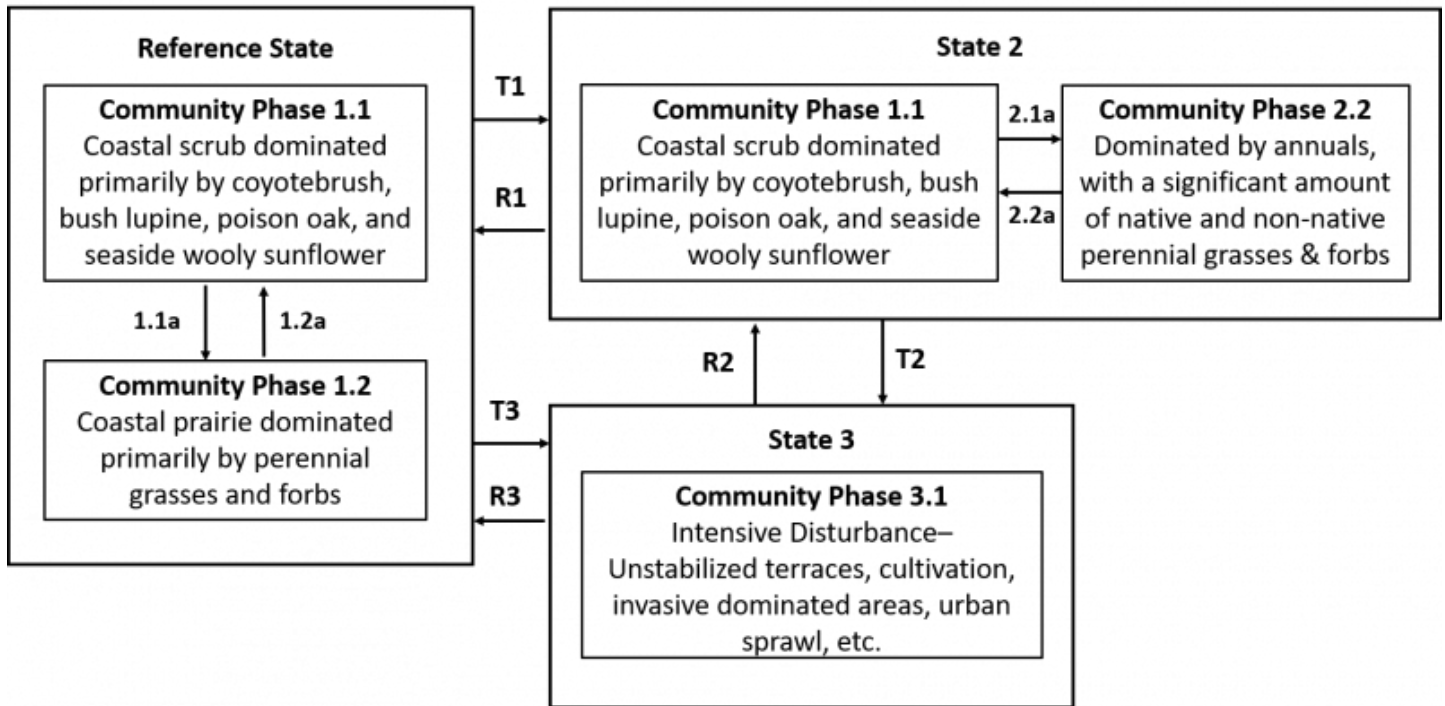 Reference State
Community Phase 1.1
Coastal scrub dominated
primarily by coyotebrush,
bush lupine, poison oak, and
seaside wooly sunflower
1.1a
1.2a
Community Phase 1.2
Coastal prairie dominated
primarily by perennial
grasses and forbs
T1
R1
T3
R3
State 2
Community Phase 1.1
Coastal scrub dominated
primarily by coyotebrush, bush
lupine, poison oak, and seaside
wooly sunflower
2.1a
2.2a
Community Phase 2.2
Dominated by annuals,
with a significant amount
of native and non-native
perennial grasses & forbs
R2
T2
State 3
Community Phase 3.1
Intensive Disturbance–
Unstabilized terraces, cultivation,
invasive dominated areas, urban
sprawl, etc.